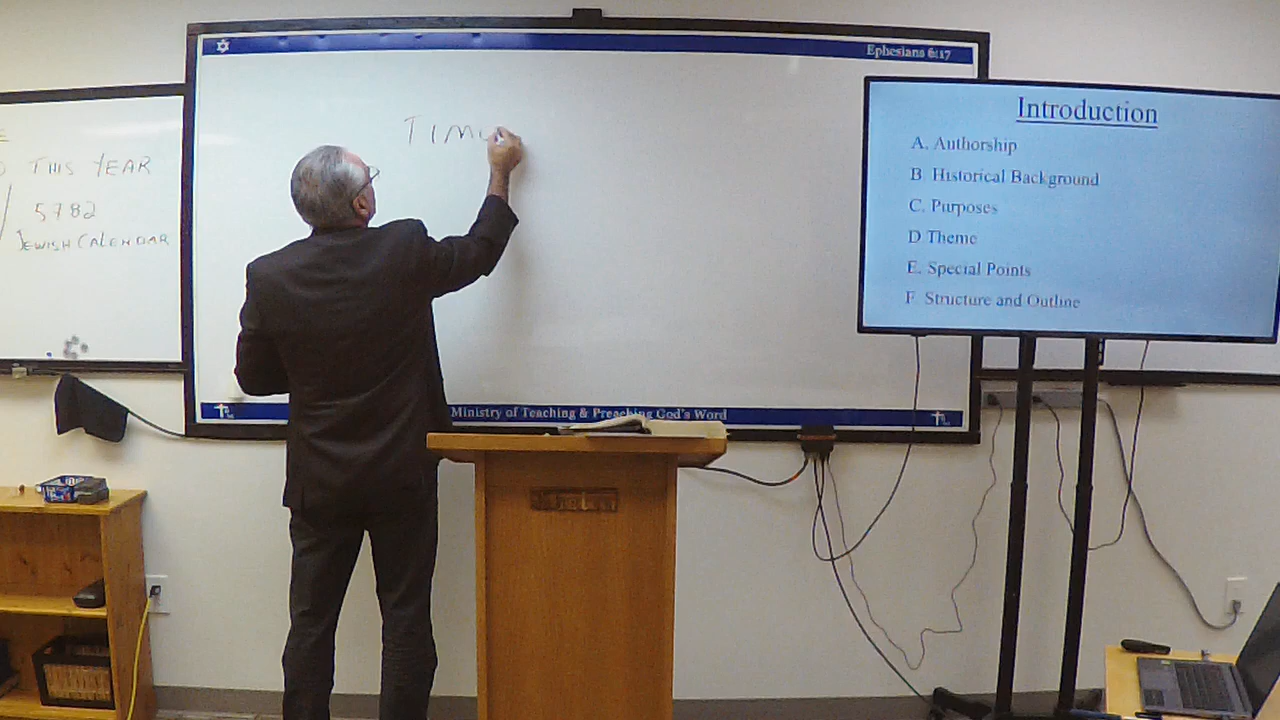 THIS YEAR
5782
JEWISH CALENDAR
Ephesians 6:17
TIM
Ministry of Teaching & Preaching God's Word
Introduction
A. Authorship
B Historical Background
C. Purposes
D Theme
E. Special Points
F Structure and Outline